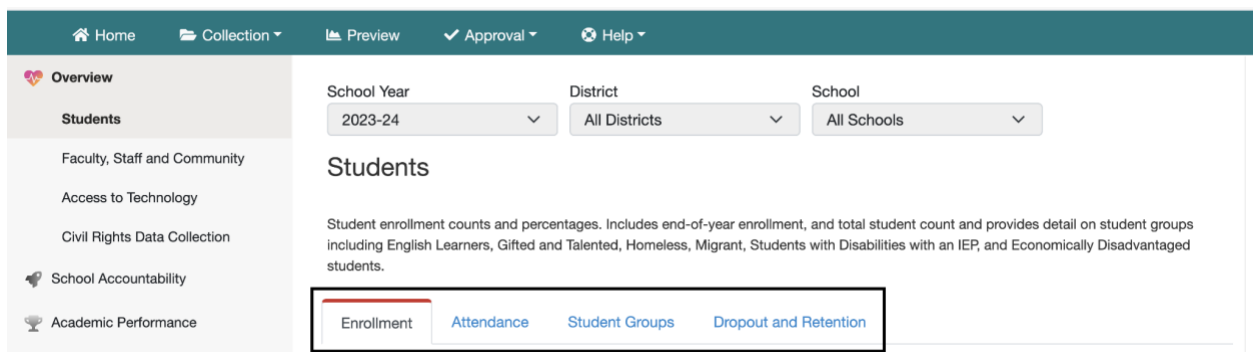 Home Collection Preview Approval Help
Overview
Students
Faculty, Staff and Community
Access to Technology
Civil Rights Data Collection
School Accountability
Academic Performance
School Year District School
2023-24 All Districts All Schools
Students
Student enrollment counts and percentages. Includes end-of-year enrollment, and total student count and provides detail on student groups
including English Learners, Gifted and Talented, Homeless, Migrant, Students with Disabilities with an IEP, and Economically Disadvantaged
students.
Enrollment Attendance Student Groups Dropout and Retention